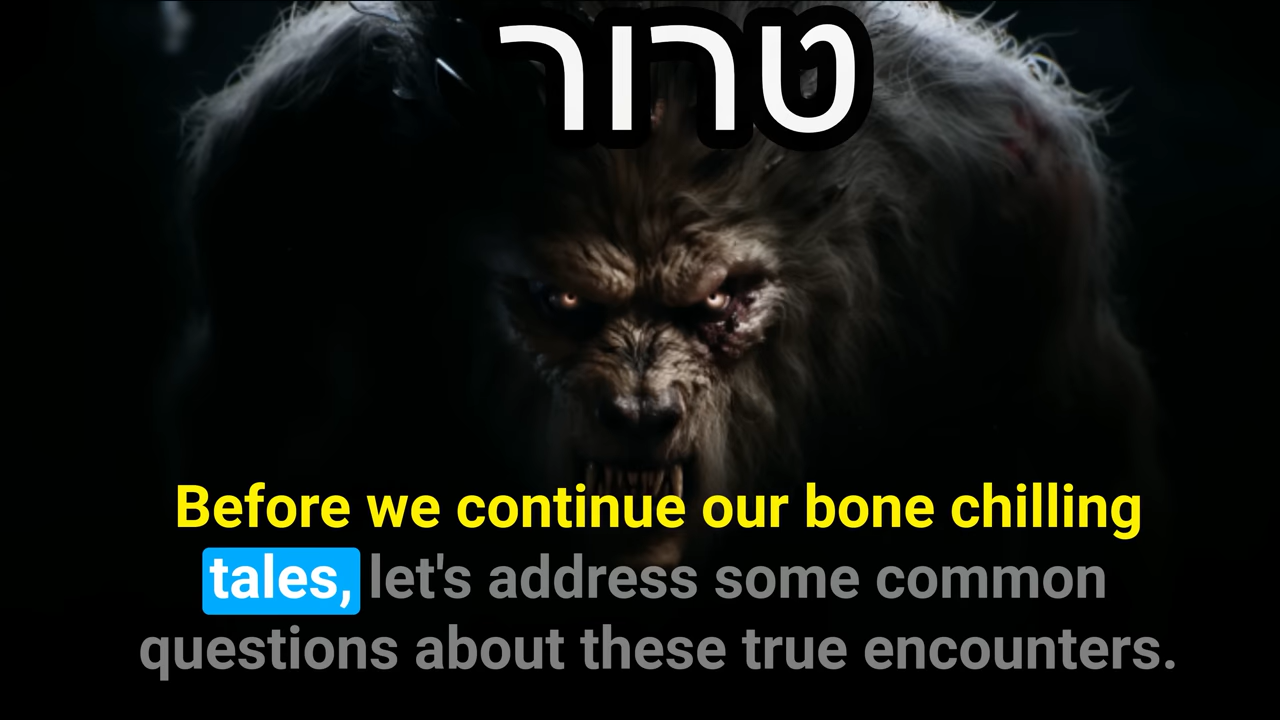 טרור
Before we continue our bone chilling
tales, let's address some common
questions about these true encounters.